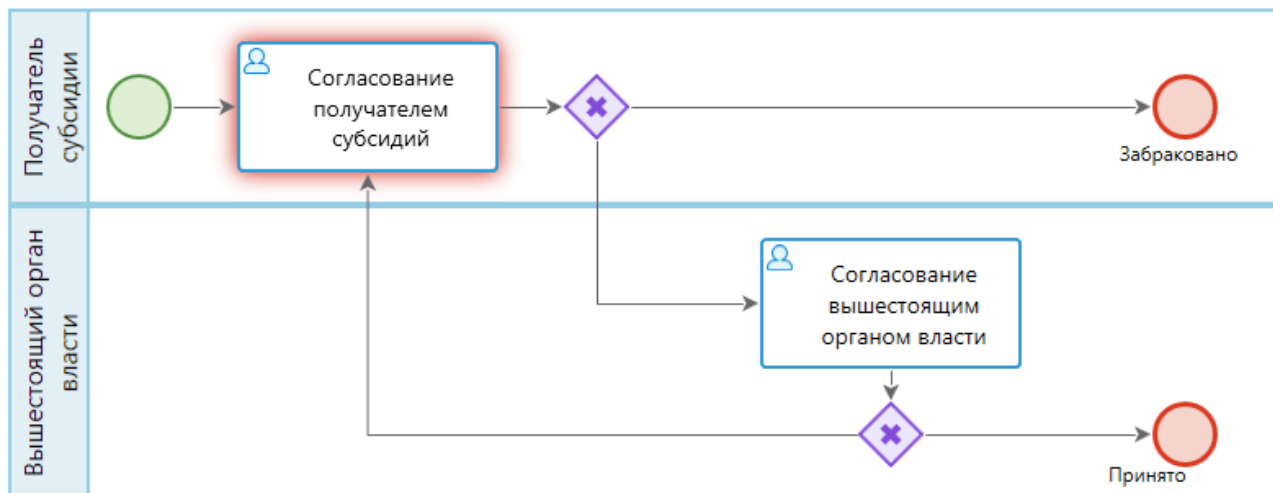 Получатель
субсидии
Согласование
получателем
субсидий
Забраковано
Вышестоящий орган
власти
Согласование
вышестоящим
органом власти
Принято